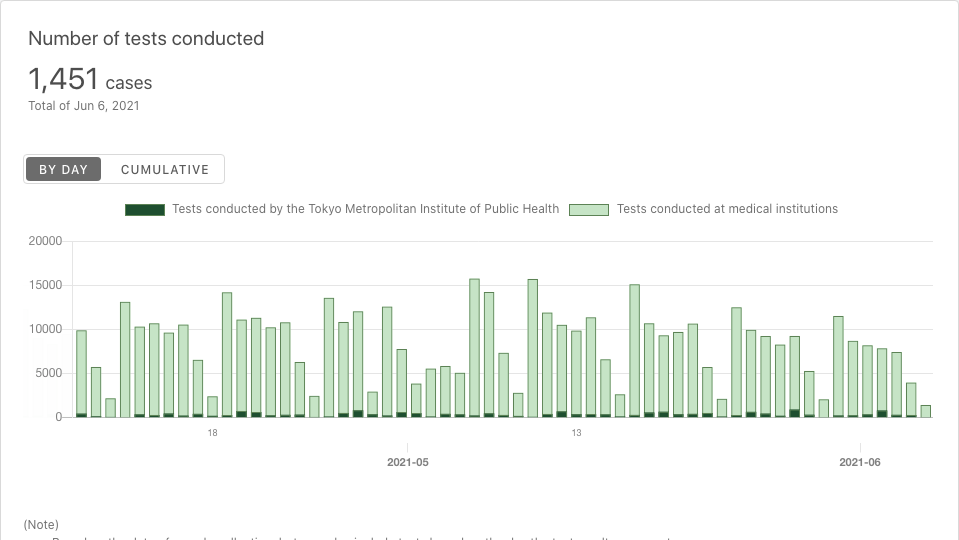 Number of tests conducted
1,451 cases
Total of Jun 6, 2021
BY DAY CUMULATIVE
Tests conducted by the Tokyo Metropolitan Institute of Public Health Tests conducted at medical institutions
20000
15000
10000
5000
0
18 13
2021-05 2021-06
(Note)